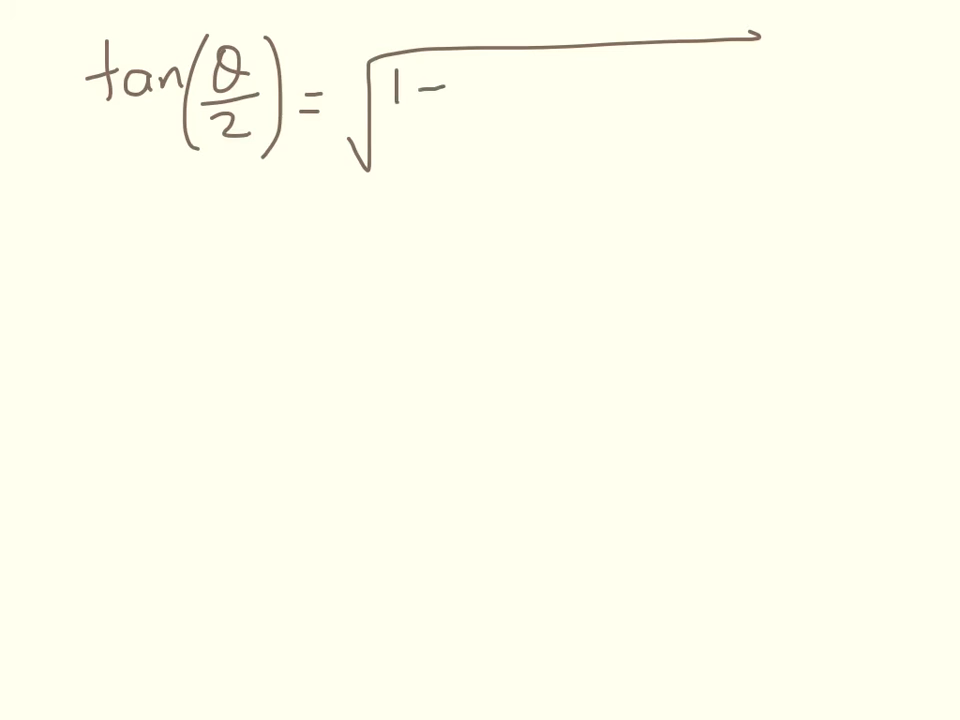 tan(θ/2) = √(1 -